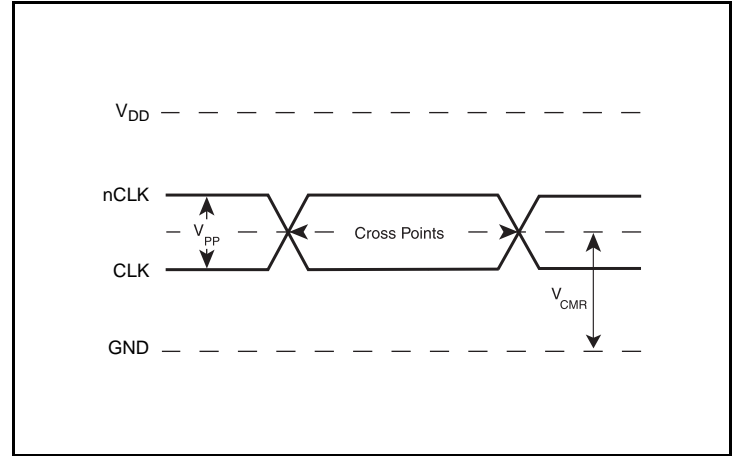 VDD
nCLK
VPP
Cross Points
CLK
VCMR
GND